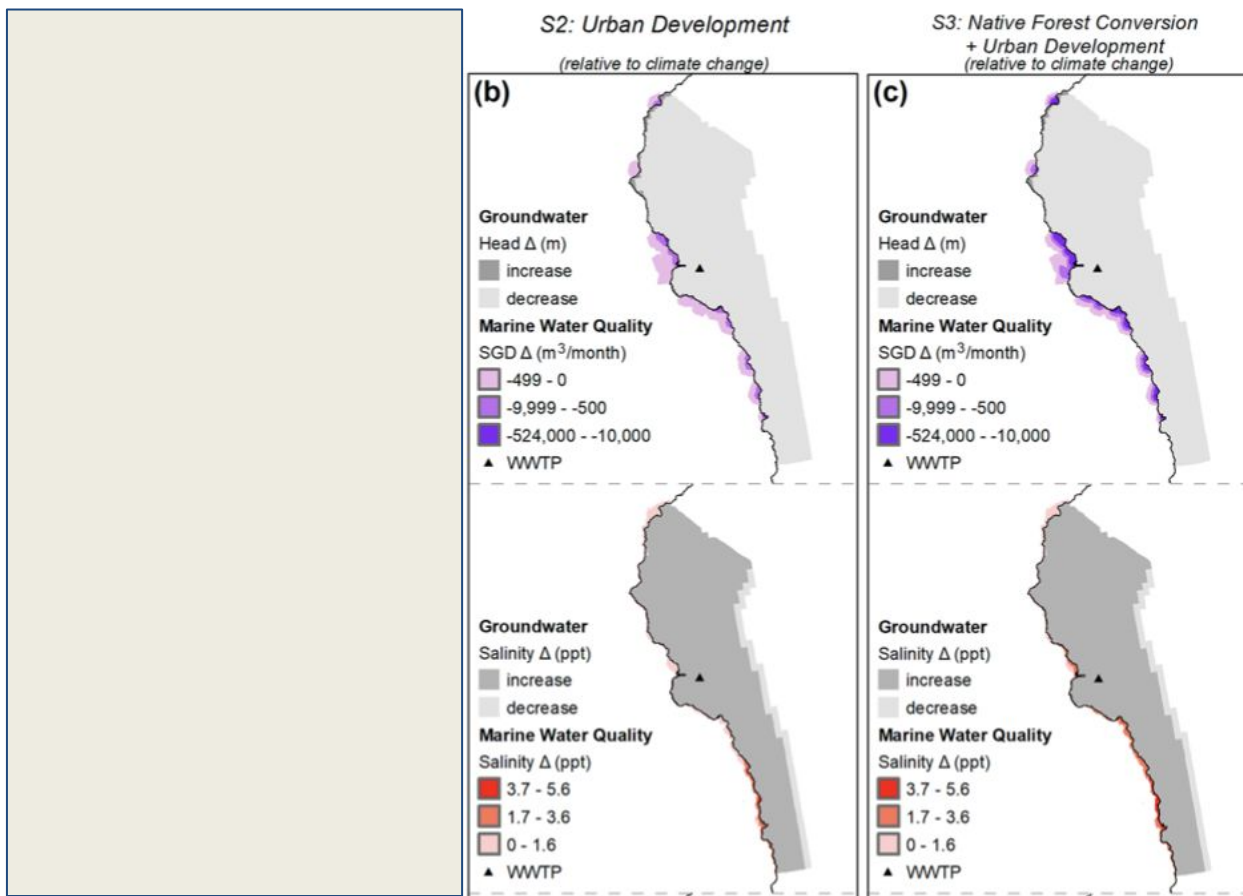 S2: Urban Development
(relative to climate change)
(b)
Groundwater
Head Δ (m)
increase
decrease
Marine Water Quality
SGD Δ (m³/month)
-499 - 0
-9,999 - -500
-524,000 - -10,000
WWTP
Groundwater
Salinity Δ (ppt)
increase
decrease
Marine Water Quality
Salinity Δ (ppt)
3.7 - 5.6
1.7 - 3.6
0 - 1.6
WWTP
S3: Native Forest Conversion
+ Urban Development
(relative to climate change)
(c)
Groundwater
Head Δ (m)
increase
decrease
Marine Water Quality
SGD Δ (m³/month)
-499 - 0
-9,999 - -500
-524,000 - -10,000
WWTP
Groundwater
Salinity Δ (ppt)
increase
decrease
Marine Water Quality
Salinity Δ (ppt)
3.7 - 5.6
1.7 - 3.6
0 - 1.6
WWTP